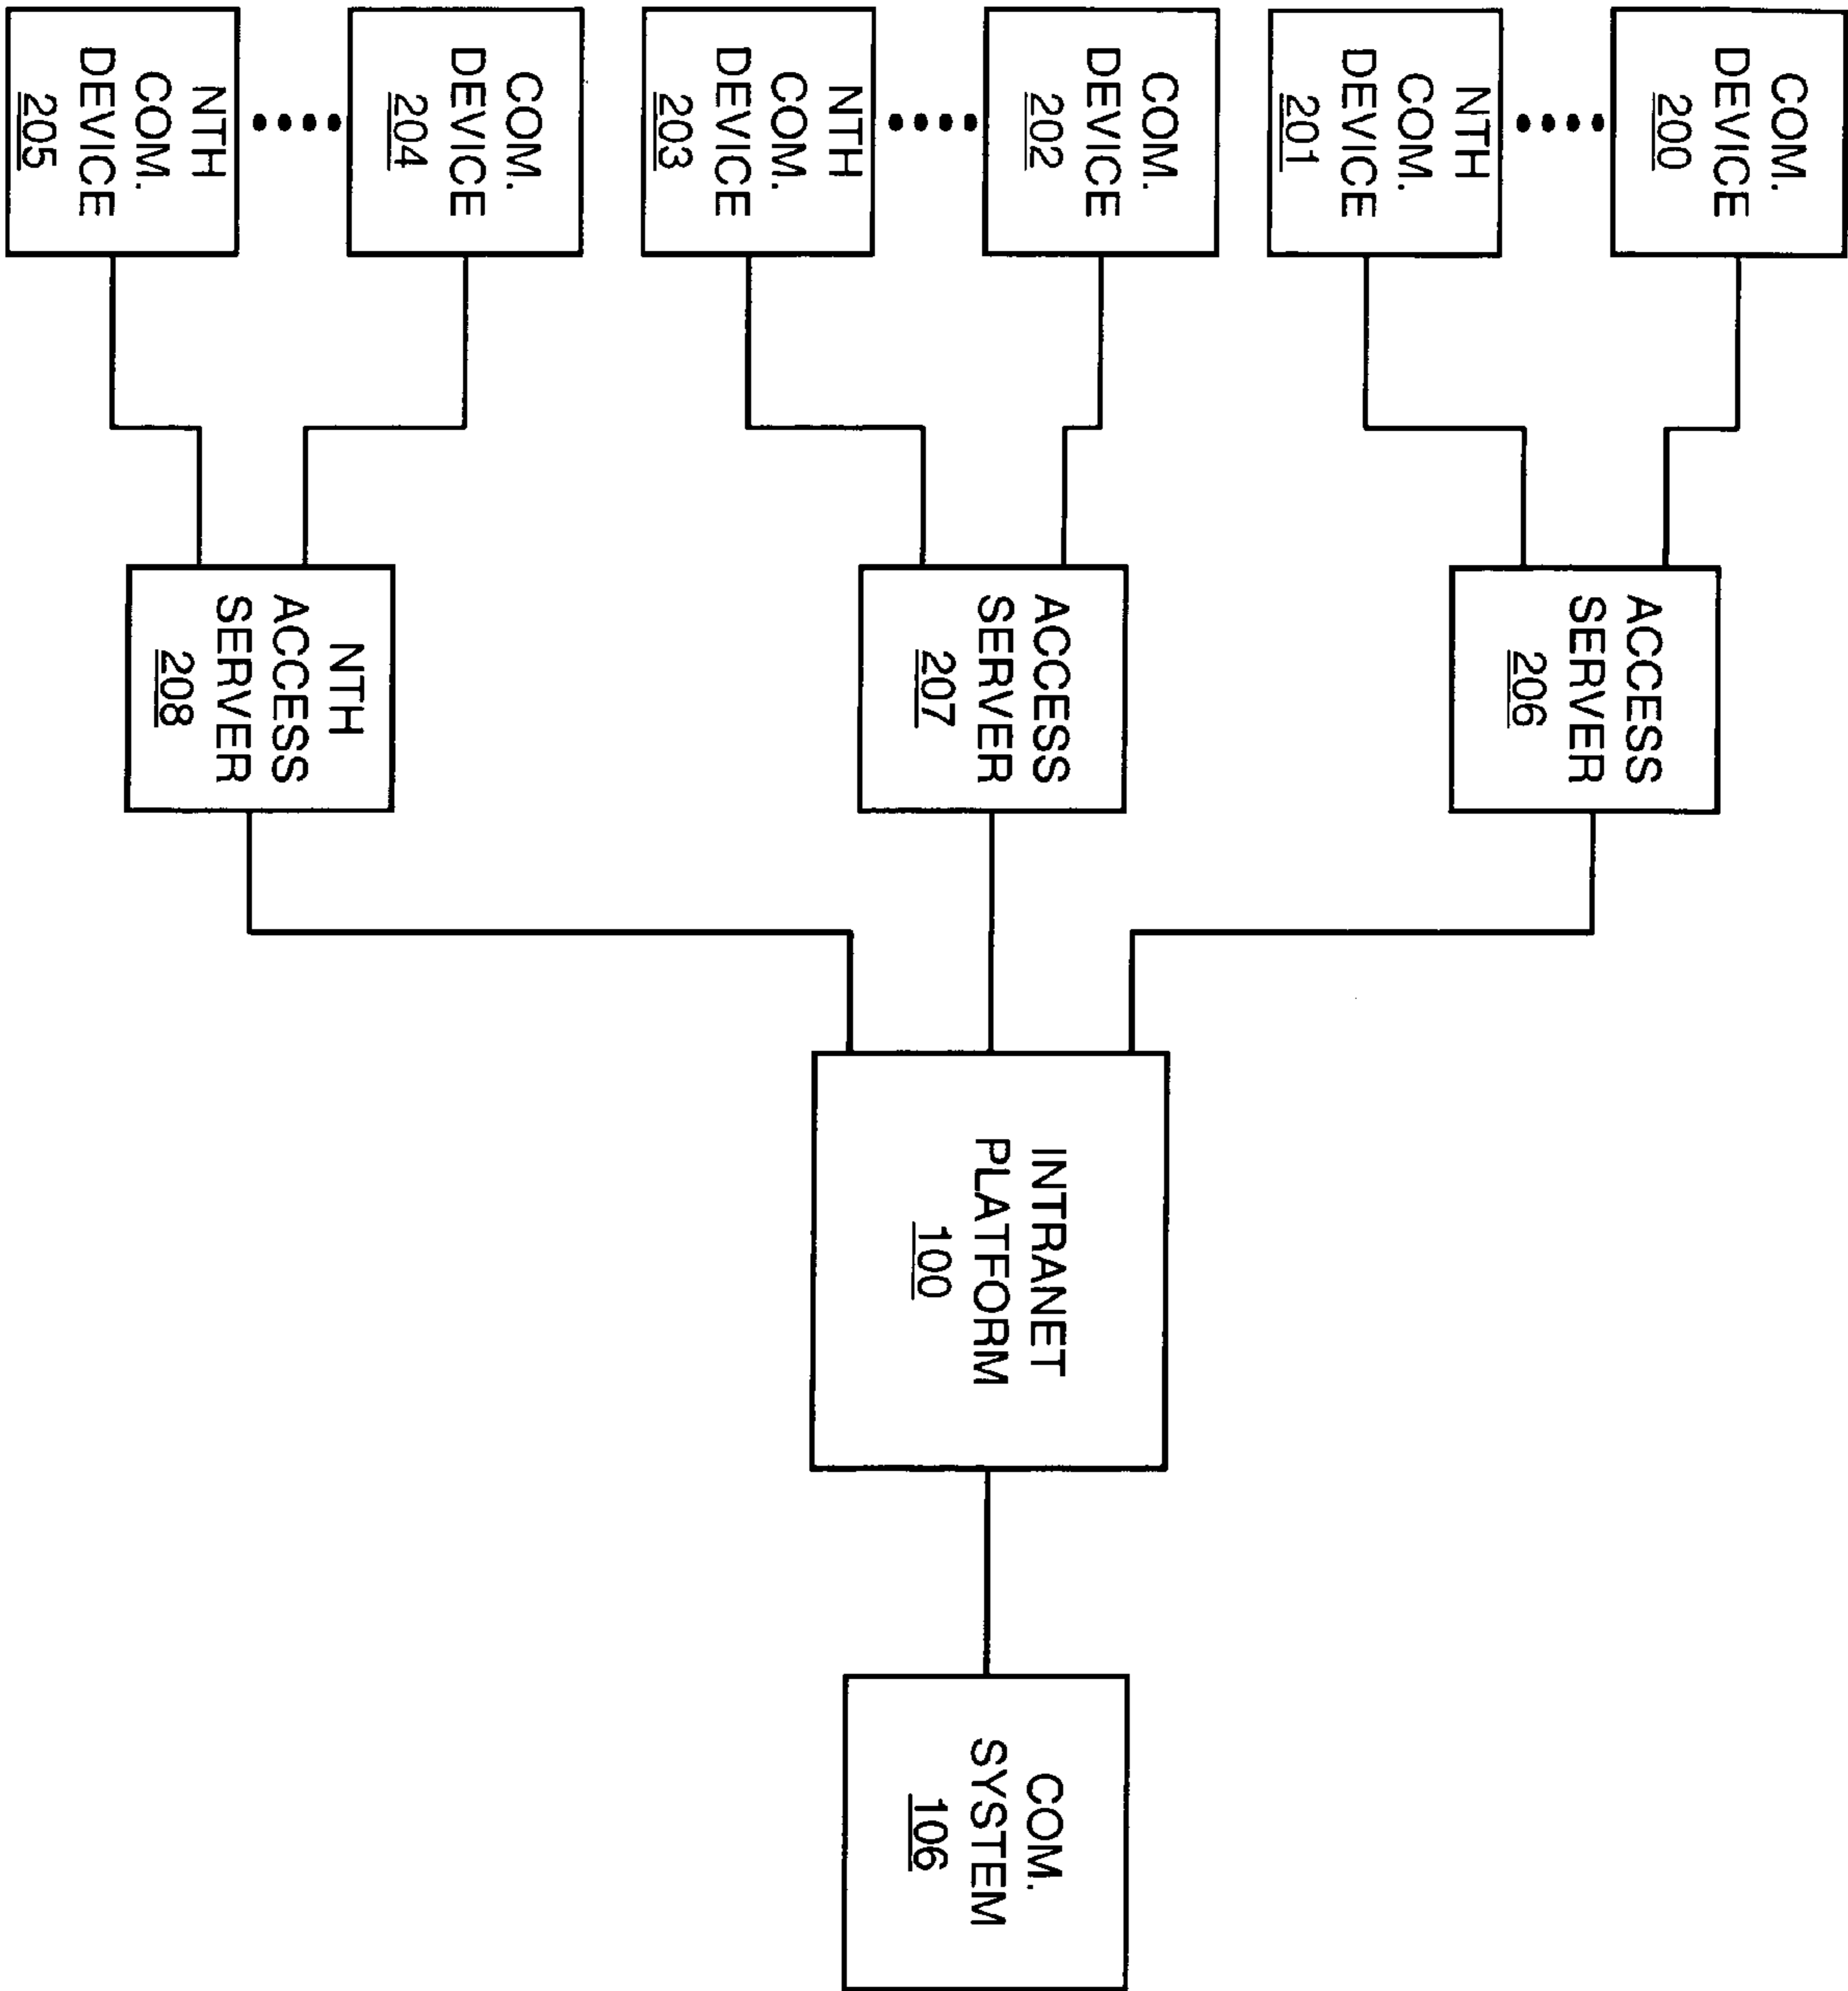 COM.
DEVICE
200
NTH
COM.
DEVICE
201
COM.
DEVICE
202
NTH
COM.
DEVICE
203
COM.
DEVICE
204
NTH
COM.
DEVICE
205
ACCESS
SERVER
206
ACCESS
SERVER
207
NTH
ACCESS
SERVER
208
INTRANET
PLATFORM
100
COM.
SYSTEM
106